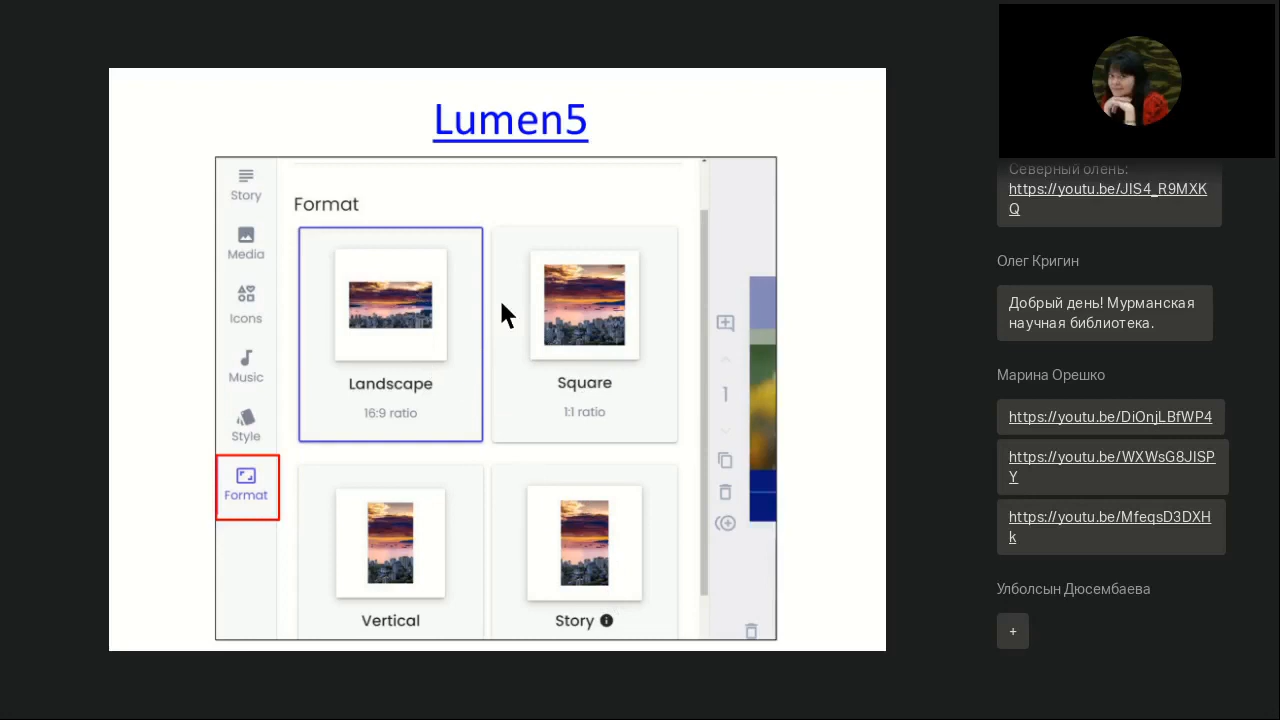 Lumen5
Story
Media
Icons
Music
Style
Format
Format
Landscape
16:9 ratio
Square
1:1 ratio
Vertical
Story
1
Северный олень:
https://youtu.be/JIS4_R9MXK
Q
Олег Кригин
Добрый день! Мурманская
научная библиотека.
Марина Орешко
https://youtu.be/DiOnjLBfWP4
https://youtu.be/WXWsG8JISP
Y
https://youtu.be/MfeqsD3DXH
k
Улболсын Дюсембаева
+